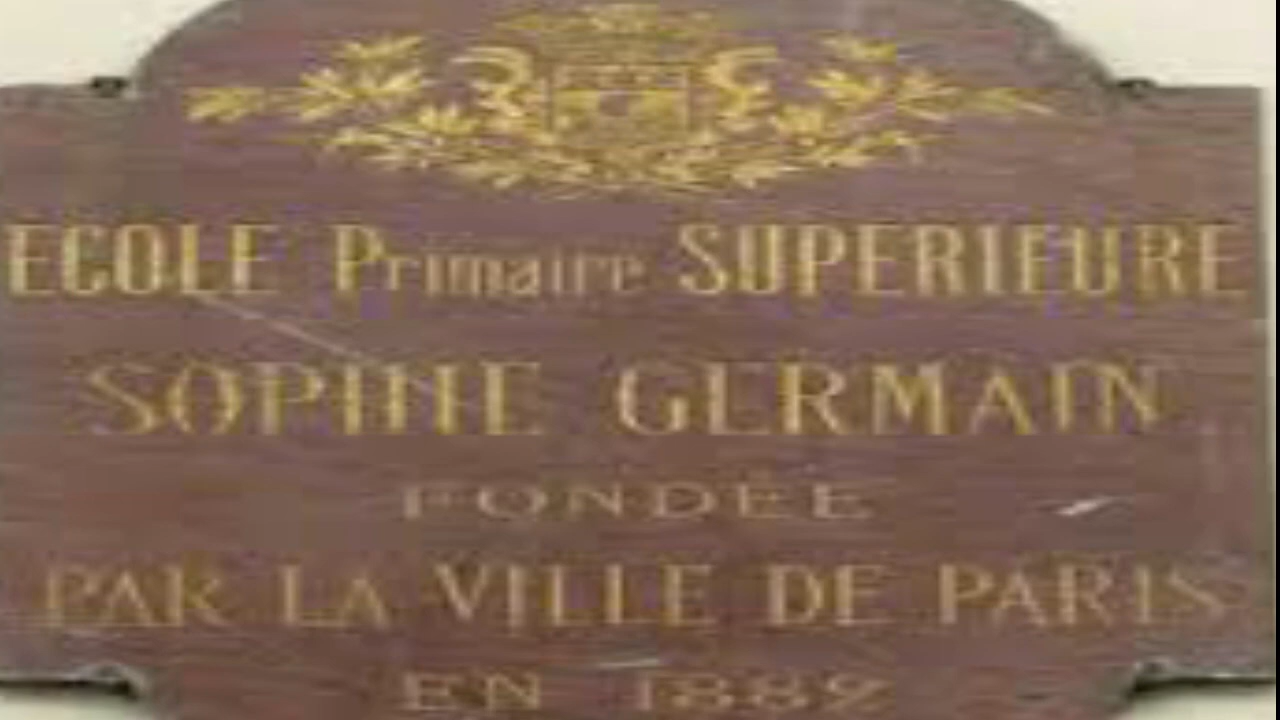 ECOLE Primaire SUPERIEURE
SOPHIE GERMAIN
FONDÉE
PAR LA VILLE DE PARIS
EN 1882